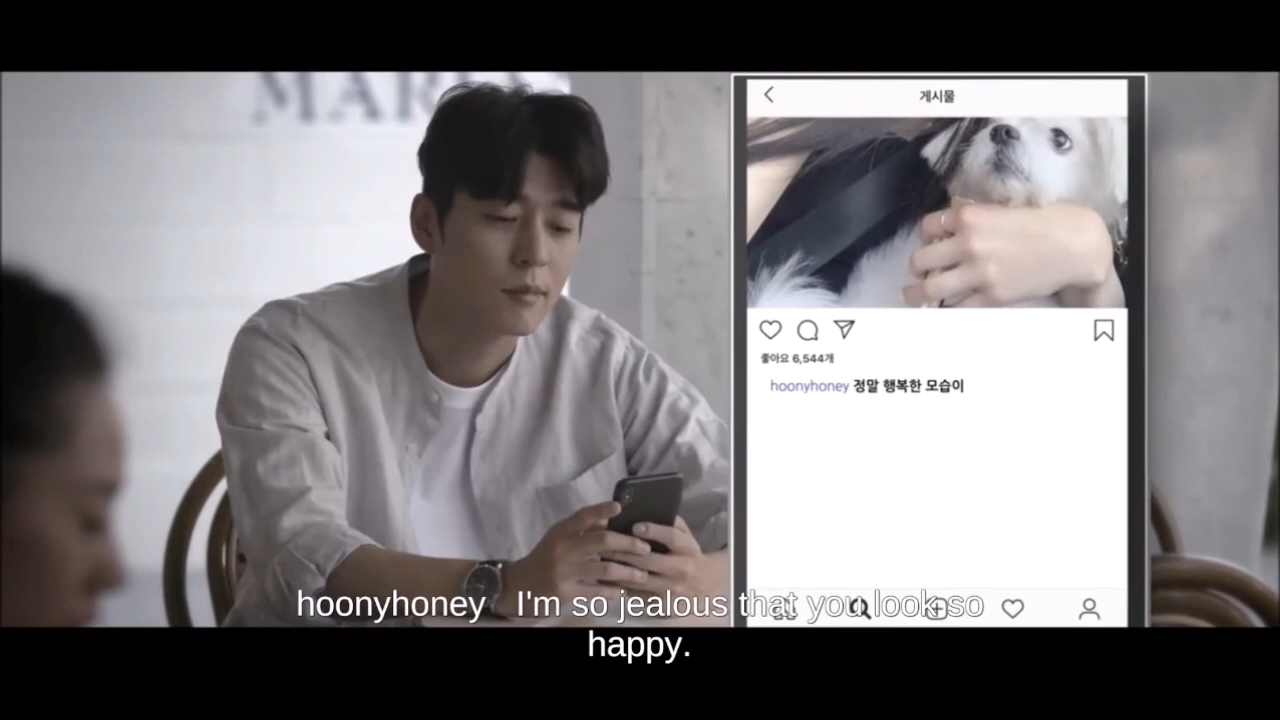 게시물
좋아요 6,544개
hoonyhoney 정말 행복한 모습이
hoonyhoney I'm so jealous that you look so
happy.